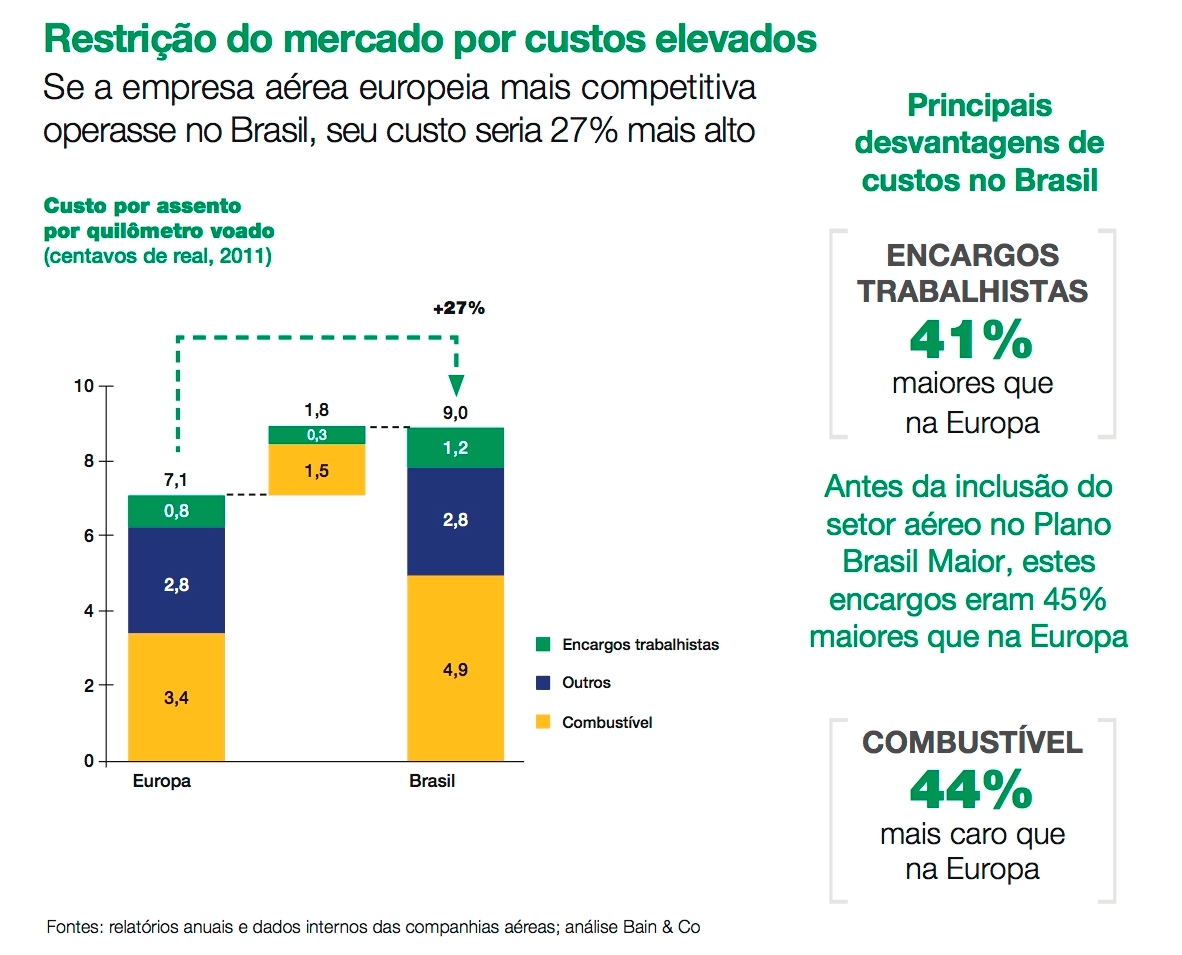 Restrição do mercado por custos elevados
Se a empresa aérea europeia mais competitiva
operasse no Brasil, seu custo seria 27% mais alto
Custo por assento
por quilômetro voado
(centavos de real, 2011)
+27%
10
8
6
4
2
0
7,1
0,8
2,8
3,4
Europa
1,8
0,3
1,5
9,0
1,2
2,8
4,9
Brasil
Encargos trabalhistas
Outros
Combustível
Principais
desvantagens de
custos no Brasil
ENCARGOS
TRABALHISTAS
41%
maiores que
na Europa
Antes da inclusão do
setor aéreo no Plano
Brasil Maior, estes
encargos eram 45%
maiores que na Europa
COMBUSTÍVEL
44%
mais caro que
na Europa
Fontes: relatórios anuais e dados internos das companhias aéreas; análise Bain & Co